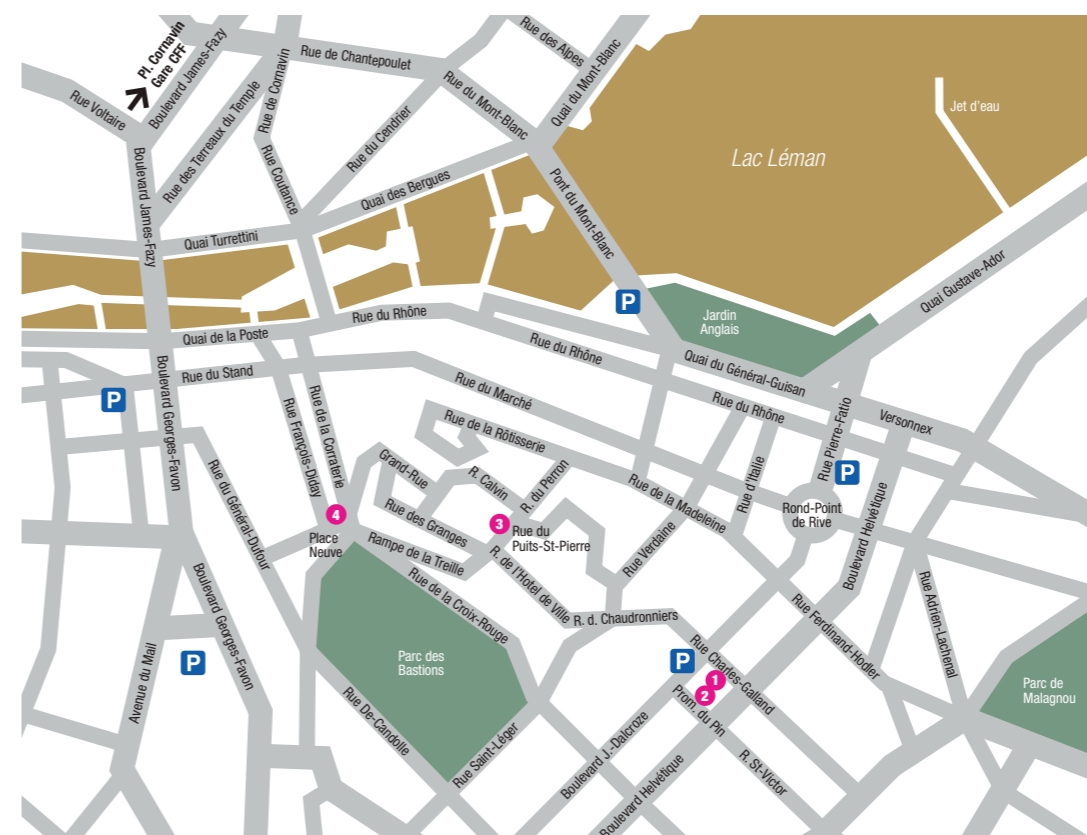 Pl. Cornavin
Gare CFF
Boulevard James-Fazy
Rue de Cornavin
Rue de Chantepoulet
Rue des Alpes
Quai du Mont-Blanc
Rue Voltaire
Rue des Terreaux du Temple
Rue du Cendrier
Rue du Mont-Blanc
Jet d'eau
Lac Léman
Boulevard James-Fazy
Rue Coutance
Quai des Bergues
Pont du Mont-Blanc
Quai Turrettini
Quai Gustave-Ador
P
Jardin
Anglais
Rue du Rhône
Quai de la Poste
Rue du Rhône
Quai du Général-Guisan
Rue du Stand
Rue du Marché
Rue du Rhône
Versonnex
P
Boulevard Georges-Favon
Rue François-Diday
Rue de la Corraterie
Rue de la Rôtisserie
Rue Pierre-Fatio
Rue d'Italie
P
Grand-Rue
R. Calvin
R. du Perron
Rue de la Madeleine
Boulevard Helvétique
Rue du Général-Dufour
4
Place
Neuve
Rue des Granges
3
Rue du
Puits-St-Pierre
Rond-Point
de Rive
Rampe de la Treille
Rue Verdaine
Boulevard Georges-Favon
Rue de la Croix-Rouge
R. de l'Hotel de Ville
R. d. Chaudronniers
Rue Ferdinand-Hodler
Rue Adrien-Lachenal
Avenue du Mail
P
Parc des
Bastions
P
Rue Charles-Galland
1
2
Prom. du Pin
Parc de
Malagnou
Rue De-Candolle
Rue Saint-Léger
Boulevard J.-Dalcroze
Boulevard Helvétique
R. St-Victor